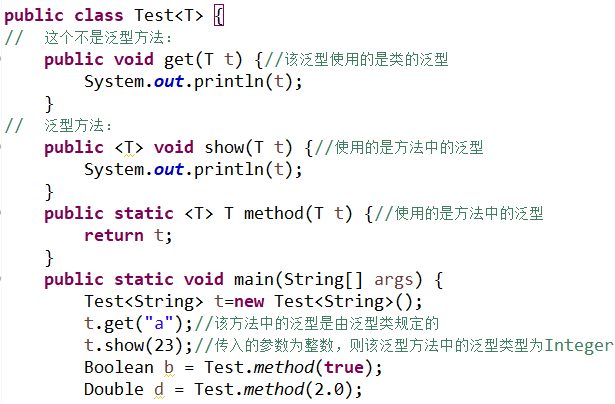 public class Test<T> {
//  这个不是泛型方法：
    public void get(T t) {//该泛型使用的是类的泛型
        System.out.println(t);
    }
//  泛型方法：
    public <T> void show(T t) {//使用的是方法中的泛型
        System.out.println(t);
    }
    public static <T> T method(T t) {//使用的是方法中的泛型
        return t;
    }
    public static void main(String[] args) {
        Test<String> t=new Test<String>();
        t.get("a");//该方法中的泛型是由泛型类规定的
        t.show(23);//传入的参数为整数，则该泛型方法中的泛型类型为Integer
        Boolean b = Test.method(true);
        Double d = Test.method(2.0);